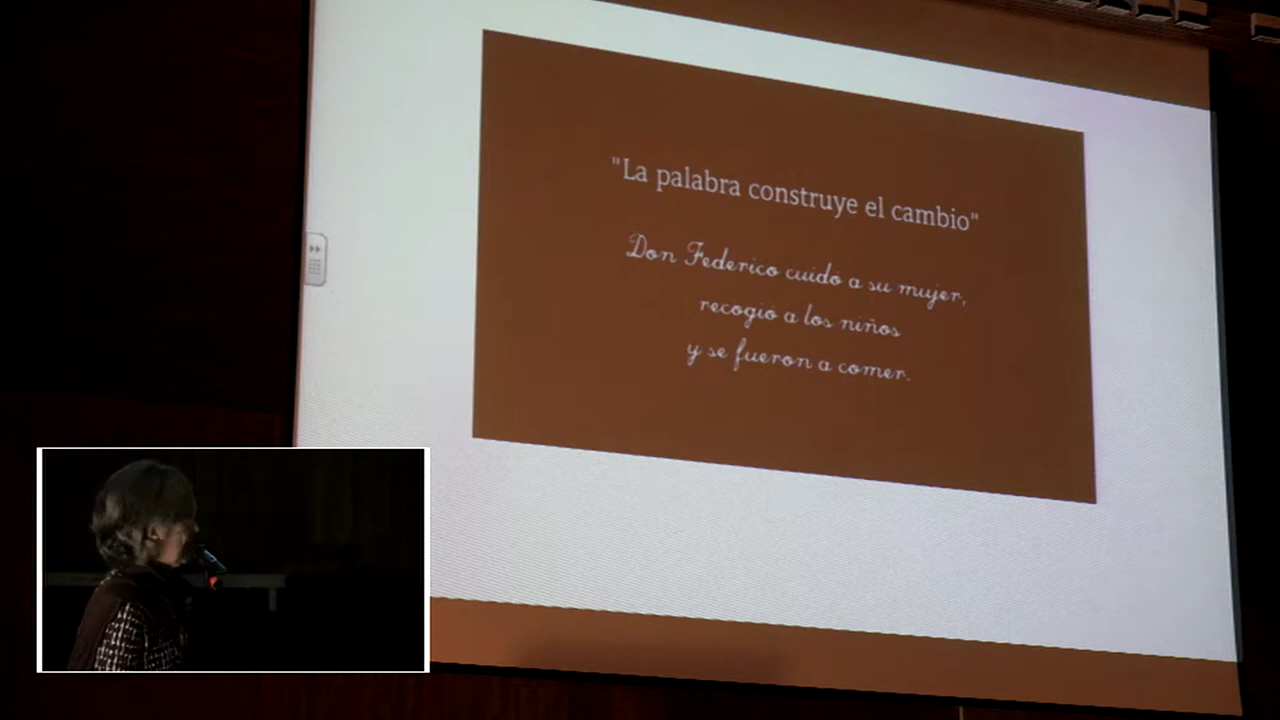 "La palabra construye el cambio"
Don Federico cuidó a su mujer,
recogió a los niños
y se fueron a comer.